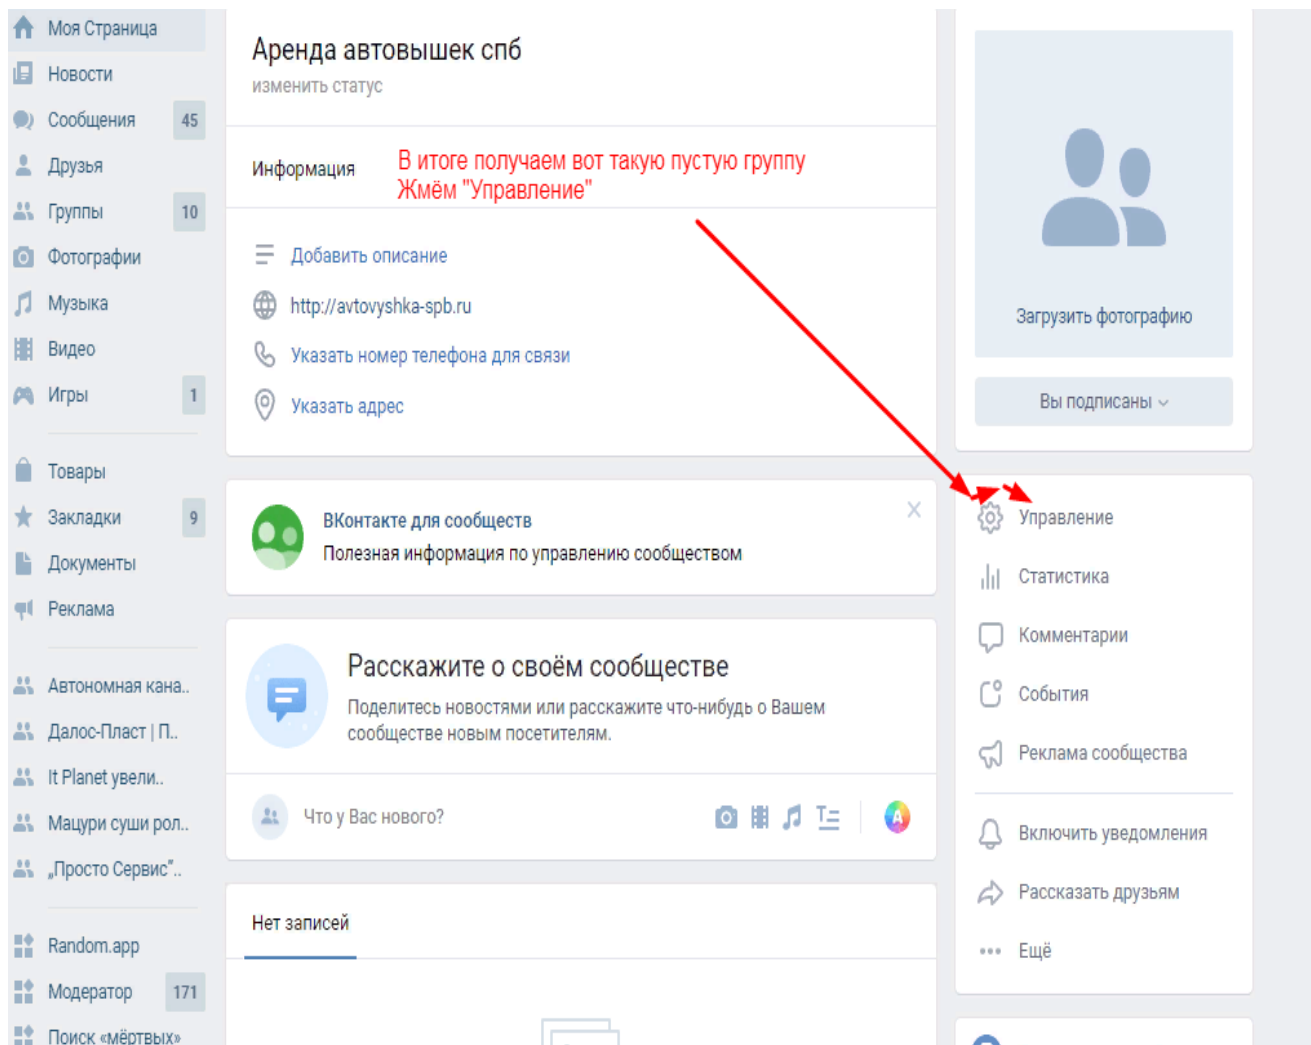 Моя Страница
Новости
Сообщения 45
Друзья
Группы 10
Фотографии
Музыка
Видео
Игры 1
Товары
Закладки 9
Документы
Реклама
Автономная кана..
Далос-Пласт | П..
It Planet увели..
Мацури суши рол..
„Просто Сервис"..
Random.app
Модератор 171
Поиск «мёртвых»
Аренда автовышек спб
изменить статус
Информация
В итоге получаем вот такую пустую группу
Жмём "Управление"
Добавить описание
http://avtovyshka-spb.ru
Указать номер телефона для связи
Указать адрес
ВКонтакте для сообществ
Полезная информация по управлению сообществом
Расскажите о своём сообществе
Поделитесь новостями или расскажите что-нибудь о Вашем
сообществе новым посетителям.
Что у Вас нового?
Нет записей
Загрузить фотографию
Вы подписаны
Управление
Статистика
Комментарии
События
Реклама сообщества
Включить уведомления
Рассказать друзьям
Ещё